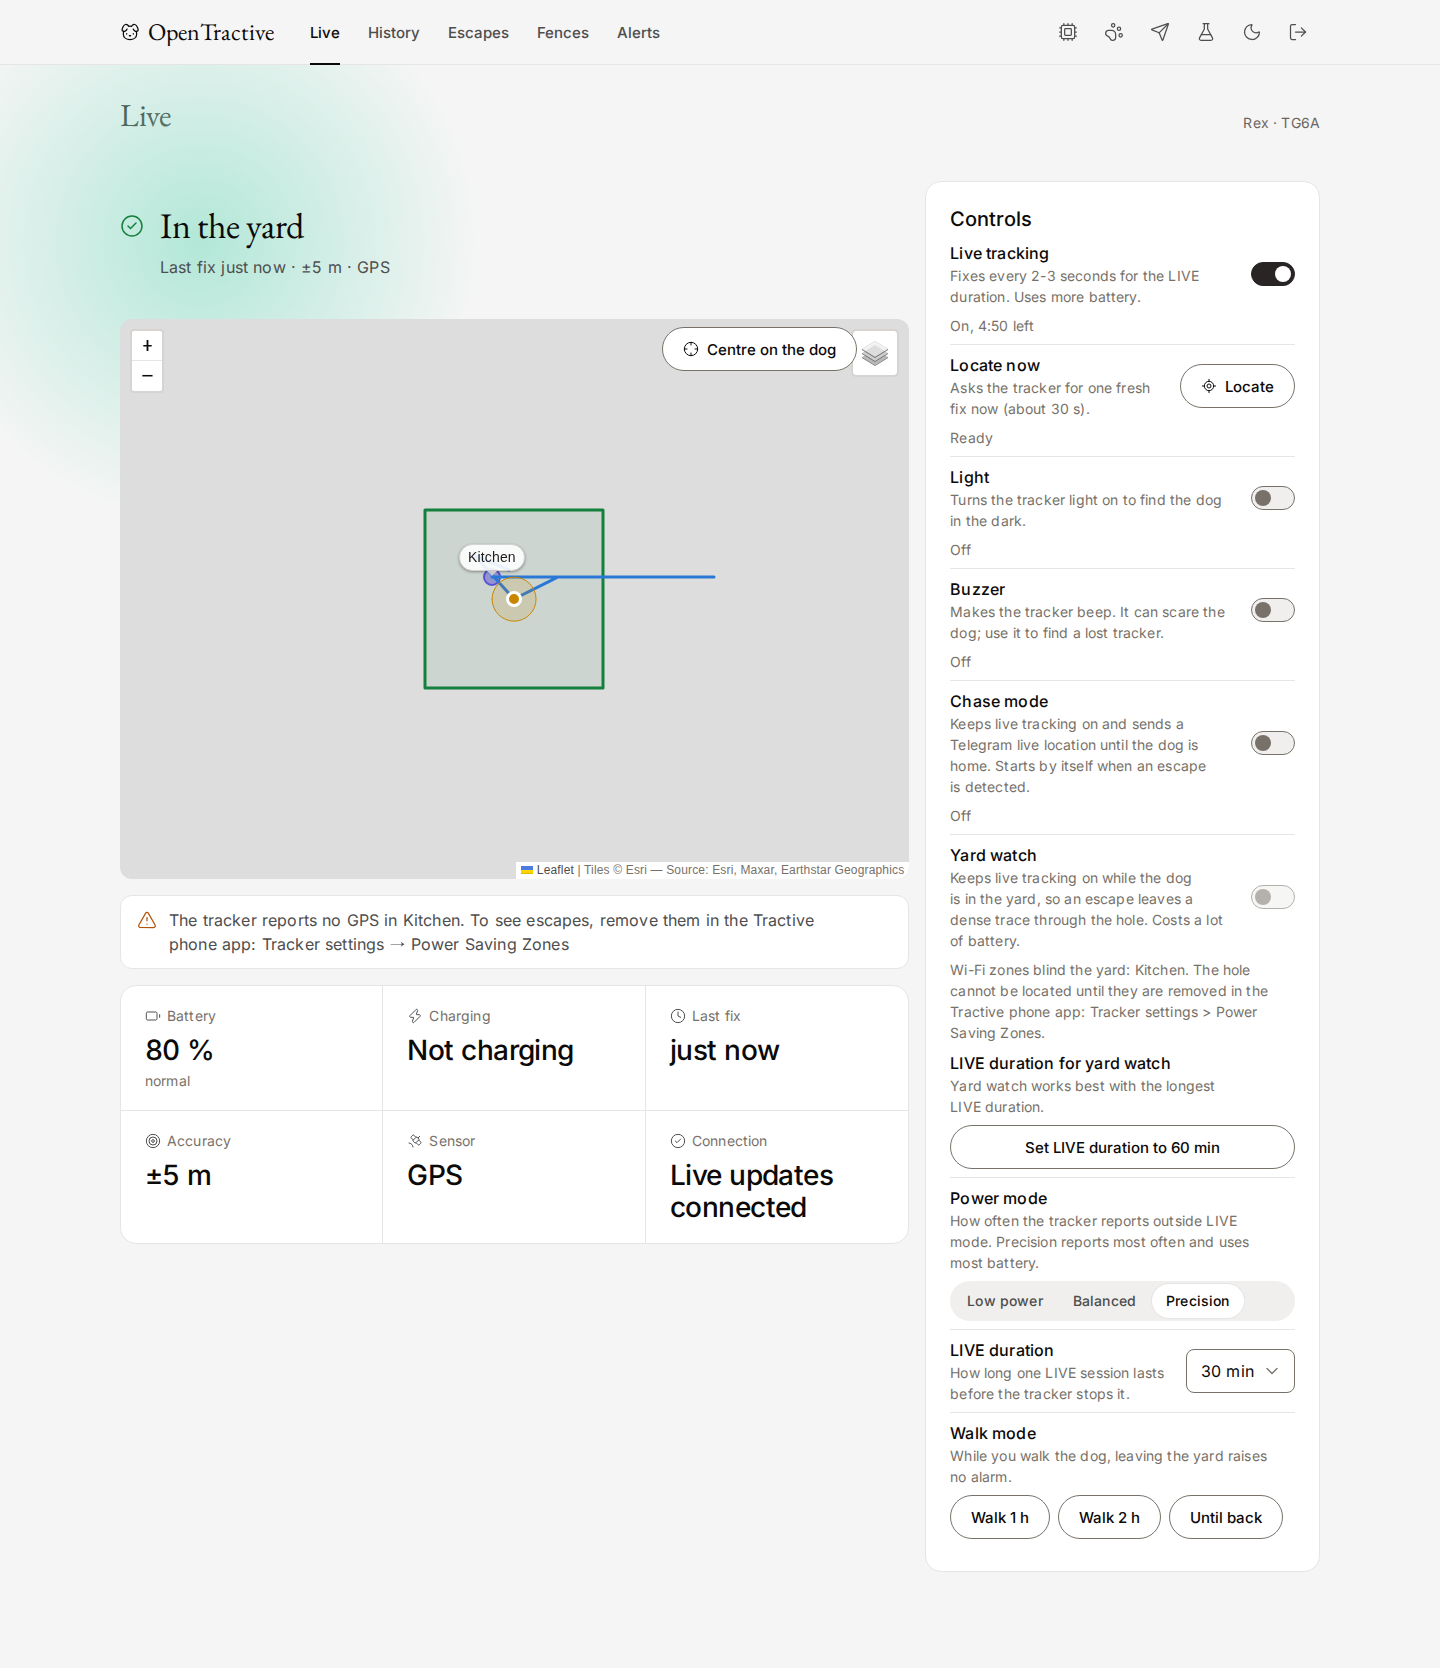 OpenTractive
Live
History
Escapes
Fences
Alerts
Live
Rex · TG6A
In the yard
Last fix just now · ±5 m · GPS
+
−
Centre on the dog
Kitchen
Leaflet | Tiles © Esri — Source: Esri, Maxar, Earthstar Geographics
The tracker reports no GPS in Kitchen. To see escapes, remove them in the Tractive
phone app: Tracker settings → Power Saving Zones
Battery
80 %
normal
Charging
Not charging
Last fix
just now
Accuracy
±5 m
Sensor
GPS
Connection
Live updates
connected
Controls
Live tracking
Fixes every 2-3 seconds for the LIVE
duration. Uses more battery.
On, 4:50 left
Locate now
Asks the tracker for one fresh
fix now (about 30 s).
Locate
Ready
Light
Turns the tracker light on to find the dog
in the dark.
Off
Buzzer
Makes the tracker beep. It can scare the
dog; use it to find a lost tracker.
Off
Chase mode
Keeps live tracking on and sends a
Telegram live location until the dog is
home. Starts by itself when an escape
is detected.
Off
Yard watch
Keeps live tracking on while the dog
is in the yard, so an escape leaves a
dense trace through the hole. Costs a lot
of battery.
Wi-Fi zones blind the yard: Kitchen. The hole
cannot be located until they are removed in the
Tractive phone app: Tracker settings > Power
Saving Zones.
LIVE duration for yard watch
Yard watch works best with the longest
LIVE duration.
Set LIVE duration to 60 min
Power mode
How often the tracker reports outside LIVE
mode. Precision reports most often and uses
most battery.
Low power
Balanced
Precision
LIVE duration
How long one LIVE session lasts
before the tracker stops it.
30 min
Walk mode
While you walk the dog, leaving the yard raises
no alarm.
Walk 1 h
Walk 2 h
Until back